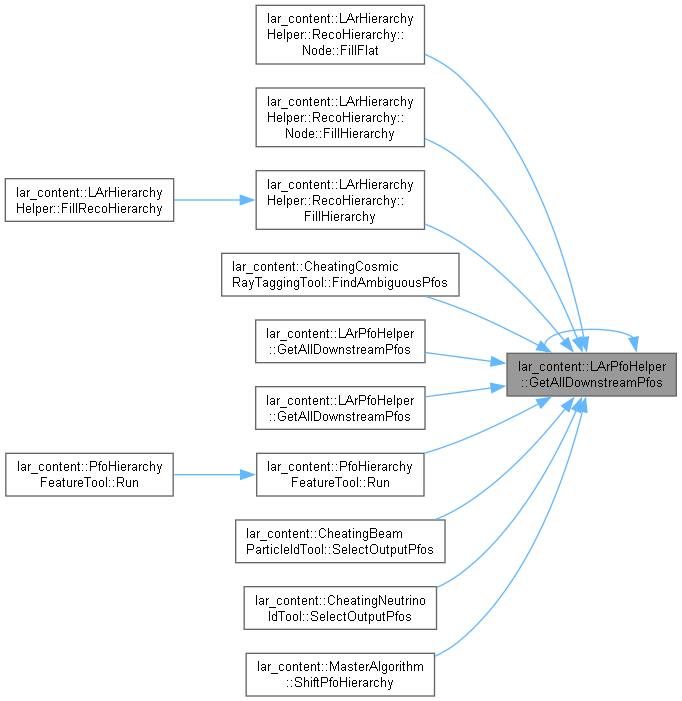 lar_content::LArHierarchy
Helper::RecoHierarchy::
Node::FillFlat
lar_content::LArHierarchy
Helper::RecoHierarchy::
Node::FillHierarchy
lar_content::LArHierarchy
Helper::FillRecoHierarchy
lar_content::LArHierarchy
Helper::RecoHierarchy::
FillHierarchy
lar_content::CheatingCosmic
RayTaggingTool::FindAmbiguousPfos
lar_content::LArPfoHelper
::GetAllDownstreamPfos
lar_content::LArPfoHelper
::GetAllDownstreamPfos
lar_content::LArPfoHelper
::GetAllDownstreamPfos
lar_content::PfoHierarchy
FeatureTool::Run
lar_content::PfoHierarchy
FeatureTool::Run
lar_content::CheatingBeam
ParticleIdTool::SelectOutputPfos
lar_content::CheatingNeutrino
IdTool::SelectOutputPfos
lar_content::MasterAlgorithm
::ShiftPfoHierarchy